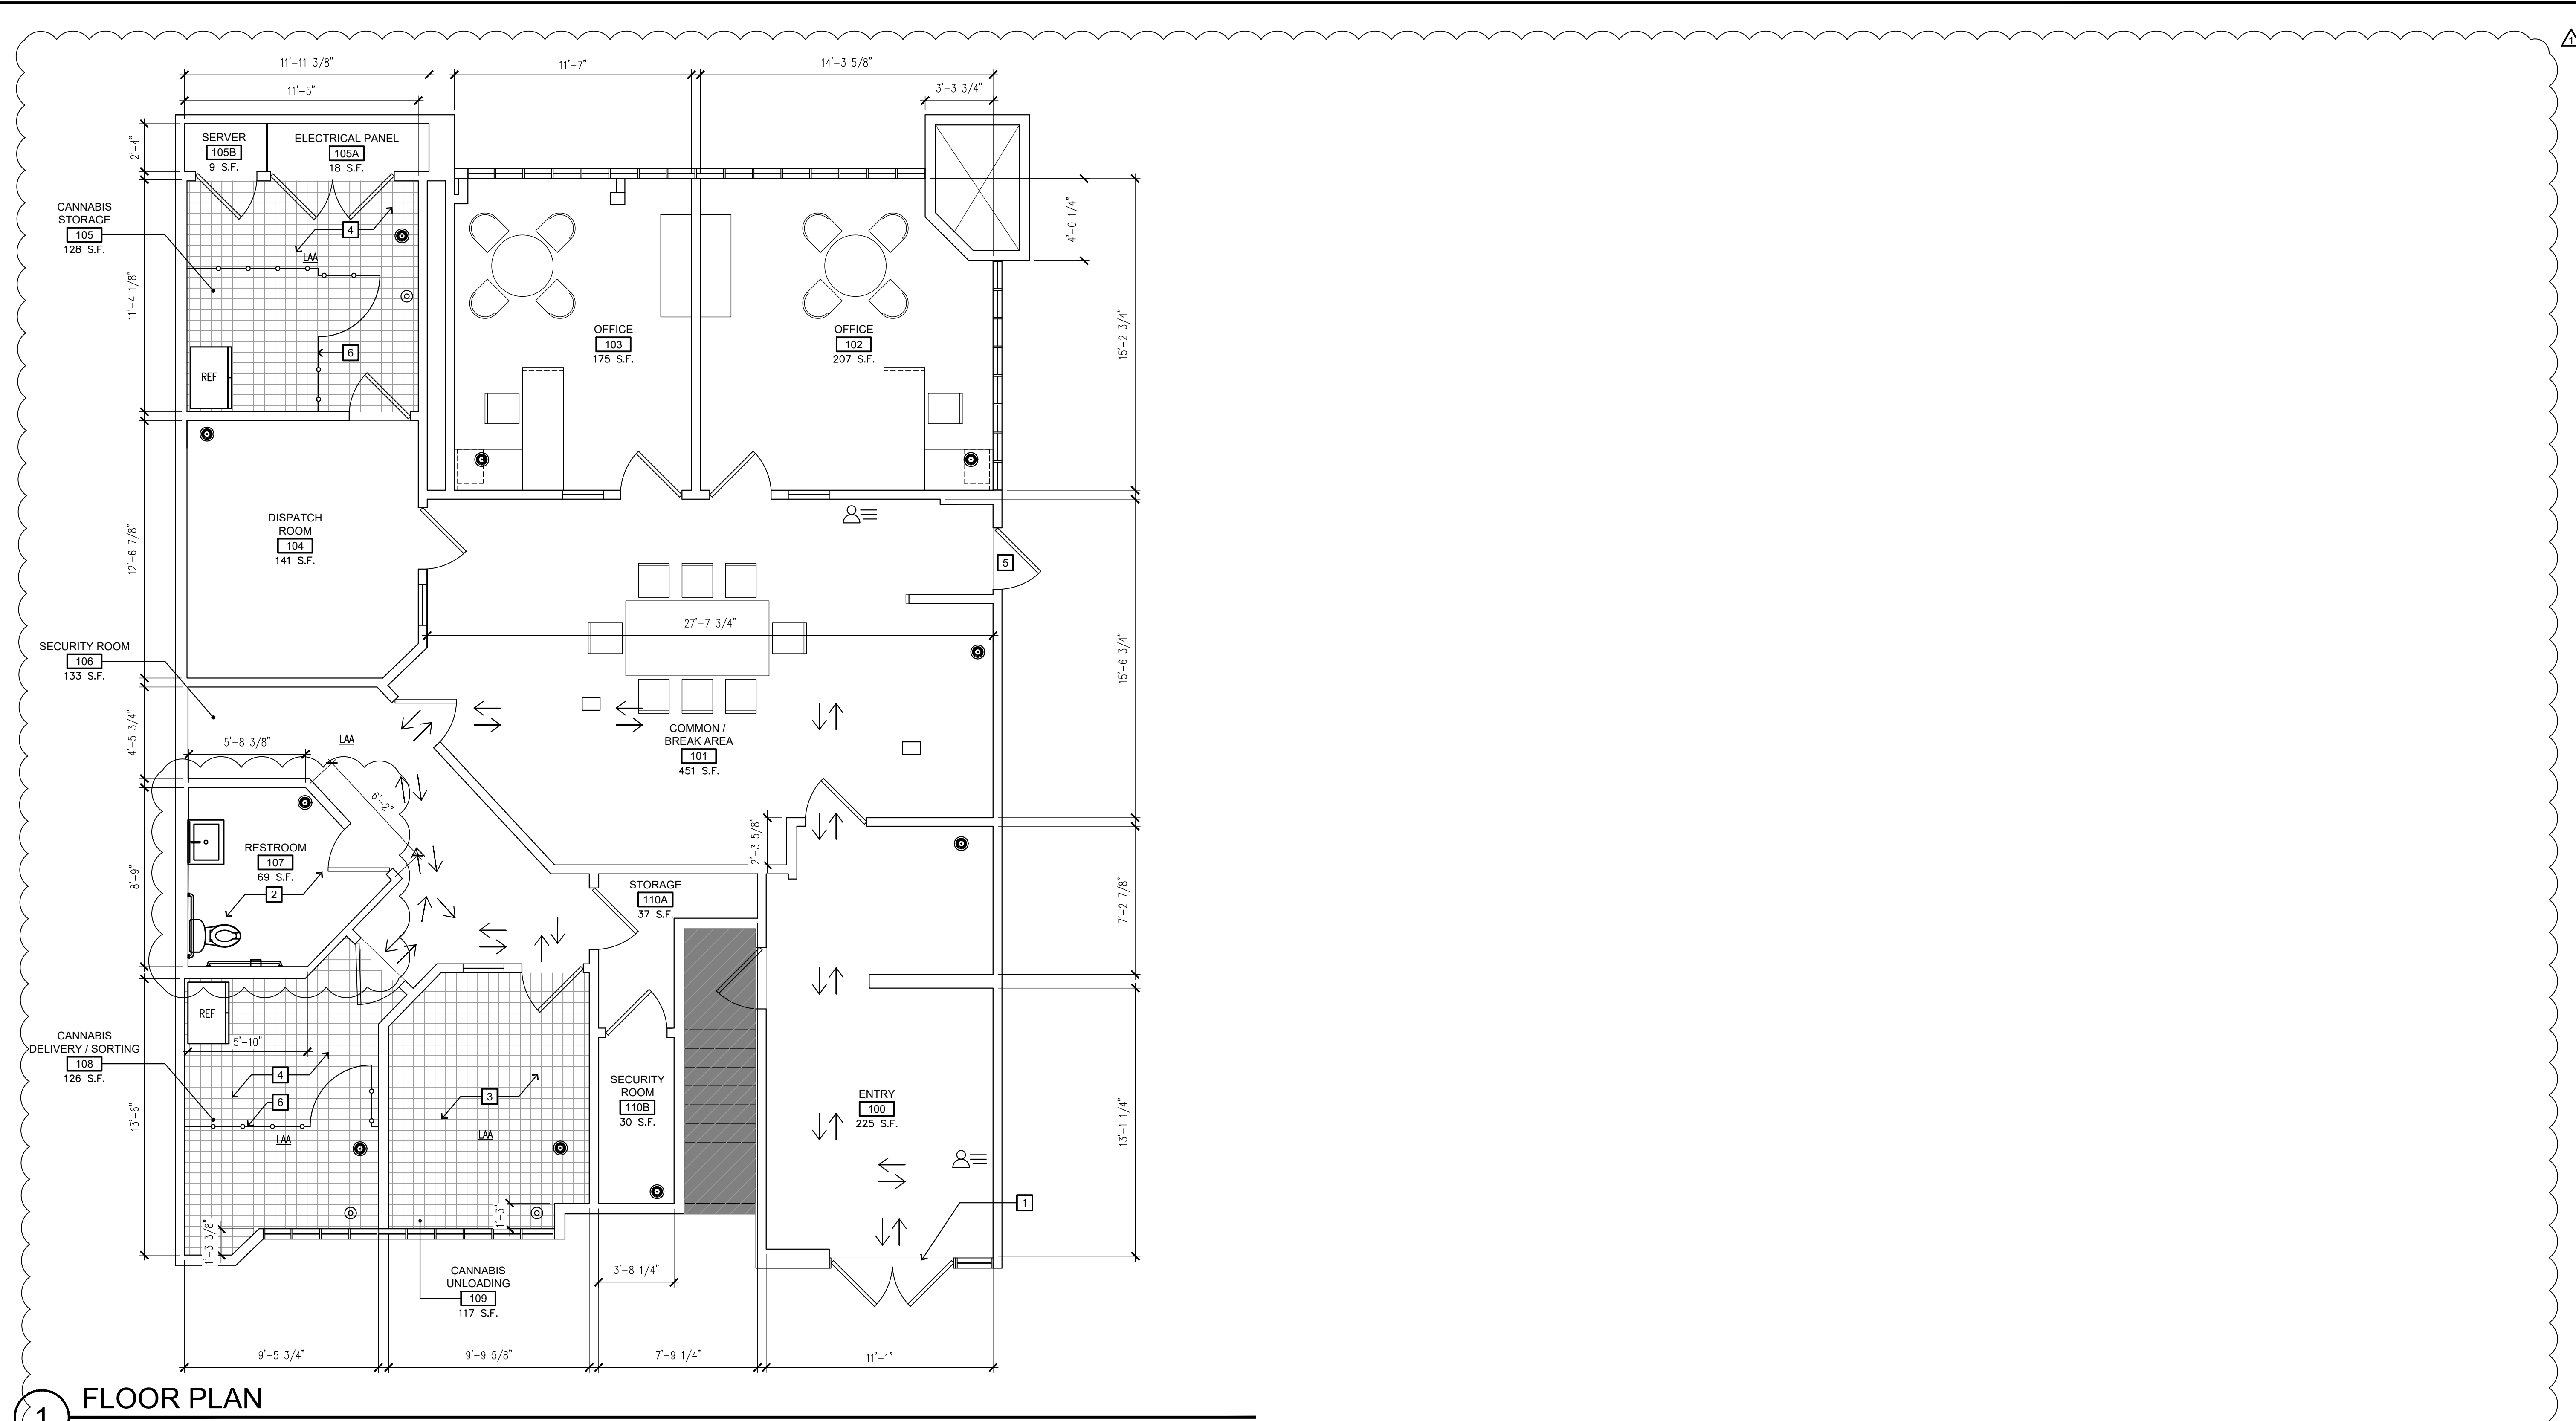 1
11'-11 3/8"
11'-7"
14'-3 5/8"
11'-5"
3'-3 3/4"
2'-4"
SERVER
105B
9 S.F.
ELECTRICAL PANEL
105A
18 S.F.
CANNABIS
STORAGE
105
128 S.F.
4
LAA
4'-0 1/4"
11'-4 1/8"
6
REF
OFFICE
103
175 S.F.
OFFICE
102
207 S.F.
15'-2 3/4"
DISPATCH
ROOM
104
141 S.F.
12'-6 7/8"
5
27'-7 3/4"
SECURITY ROOM
106
133 S.F.
15'-6 3/4"
4'-5 3/4"
5'-8 3/8"
LAA
COMMON /
BREAK AREA
101
451 S.F.
6'-2"
2'-3 5/8"
8'-9"
RESTROOM
107
69 S.F.
2
STORAGE
110A
37 S.F.
7'-2 7/8"
REF
5'-10"
CANNABIS
DELIVERY / SORTING
108
126 S.F.
4
6
LAA
3
LAA
SECURITY
ROOM
110B
30 S.F.
ENTRY
100
225 S.F.
13'-6"
13'-1 1/4"
1
1'-3 3/8"
1'-3"
CANNABIS
UNLOADING
109
117 S.F.
3'-8 1/4"
9'-5 3/4"
9'-9 5/8"
7'-9 1/4"
11'-1"
1
FLOOR PLAN